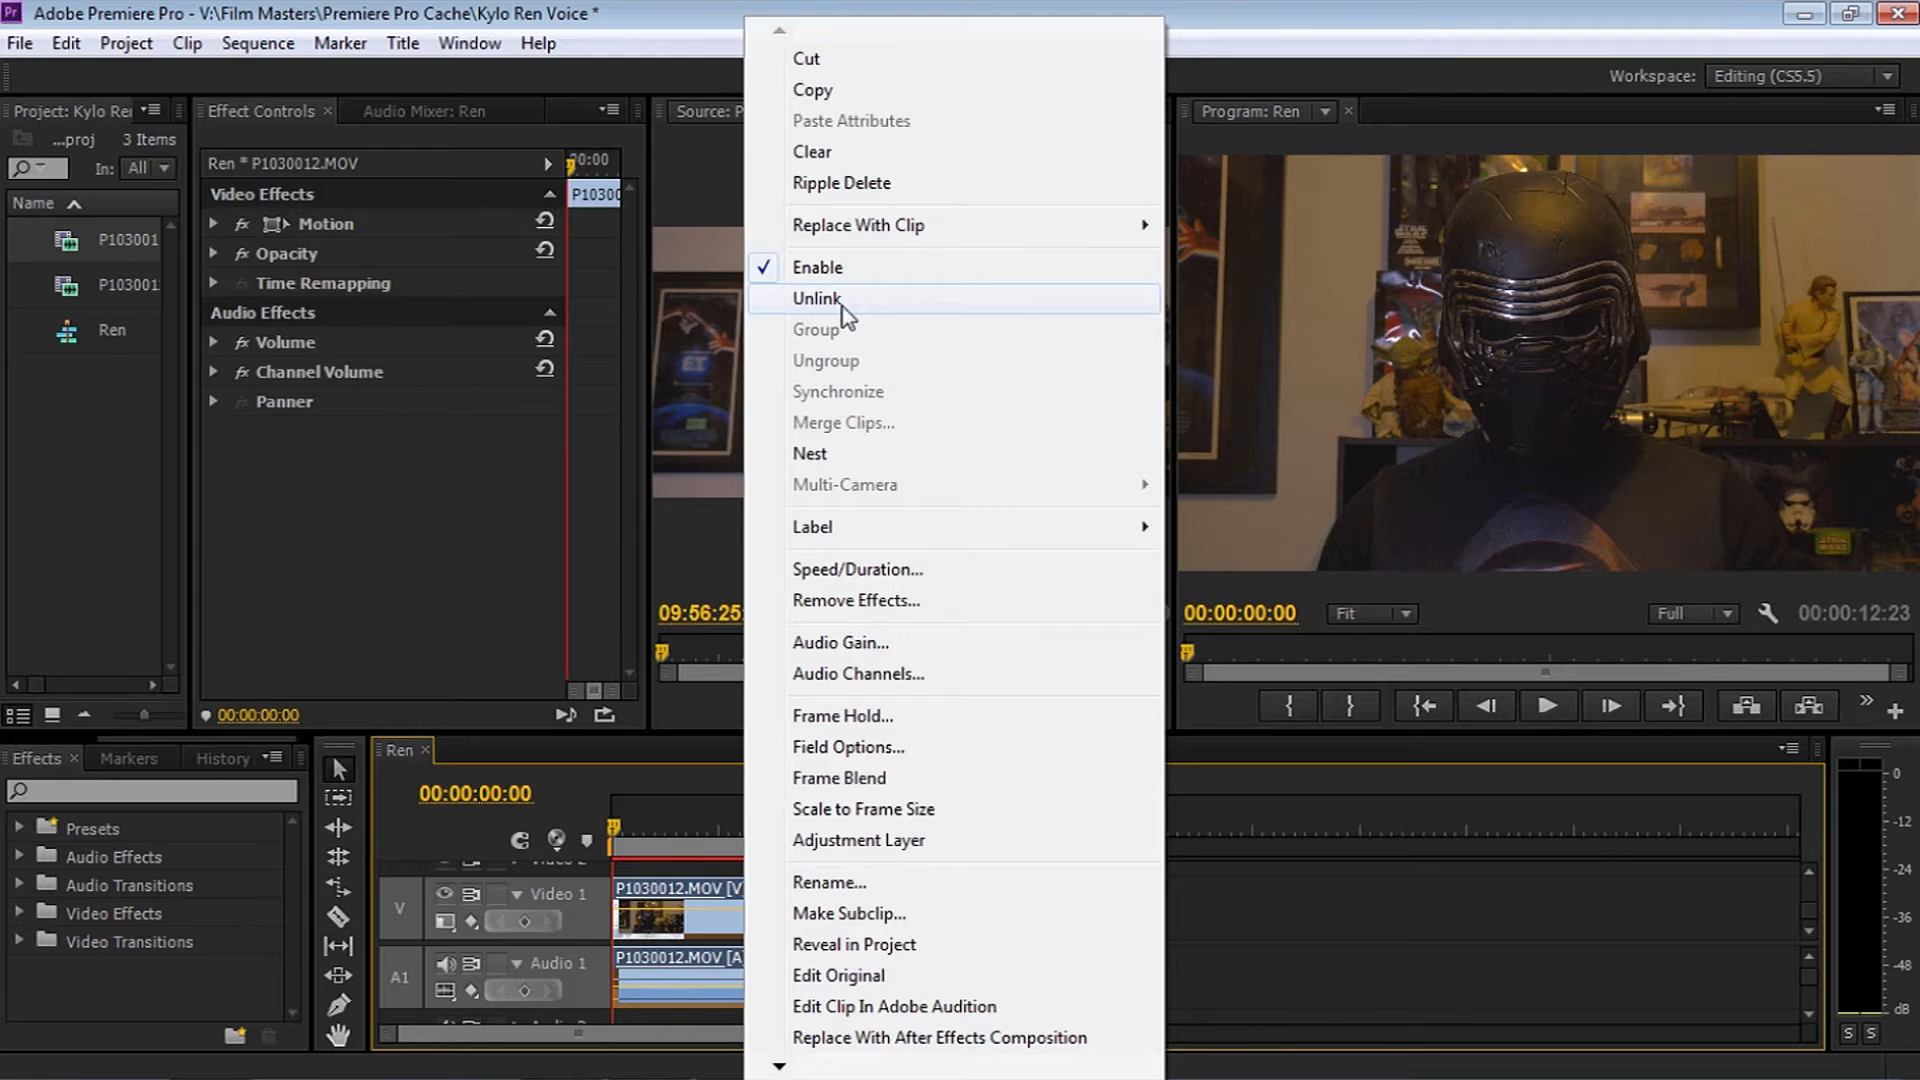 Adobe Premiere Pro - V:\Film Masters\Premiere Pro Cache\Kylo Ren Voice *
File Edit Project Clip Sequence Marker Title Window Help
Workspace: Editing (CS5.5)
Project: Kylo Ren
...proj 3 Items
In: All
Name
P103001
P103001
Ren
Effect Controls × Audio Mixer: Ren
Ren * P1030012.MOV
00:00
Video Effects
P1030
fx Motion
fx Opacity
Time Remapping
Audio Effects
fx Volume
fx Channel Volume
fx Panner
00:00:00:00
Source: P
09:56:25:
Cut
Copy
Paste Attributes
Clear
Ripple Delete
Replace With Clip
Enable
Unlink
Group
Ungroup
Synchronize
Merge Clips...
Nest
Multi-Camera
Label
Speed/Duration...
Remove Effects...
Audio Gain...
Audio Channels...
Frame Hold...
Field Options...
Frame Blend
Scale to Frame Size
Adjustment Layer
Rename...
Make Subclip...
Reveal in Project
Edit Original
Edit Clip In Adobe Audition
Replace With After Effects Composition
Program: Ren
STAR WARS
E.T.
00:00:00:00 Fit Full 00:00:12:23
Effects × Markers History
Presets
Audio Effects
Audio Transitions
Video Effects
Video Transitions
Ren ×
00:00:00:00
V Video 1
P1030012.MOV [V]
A1 Audio 1
P1030012.MOV [A]
0
-12
-24
-36
-48
dB
S S